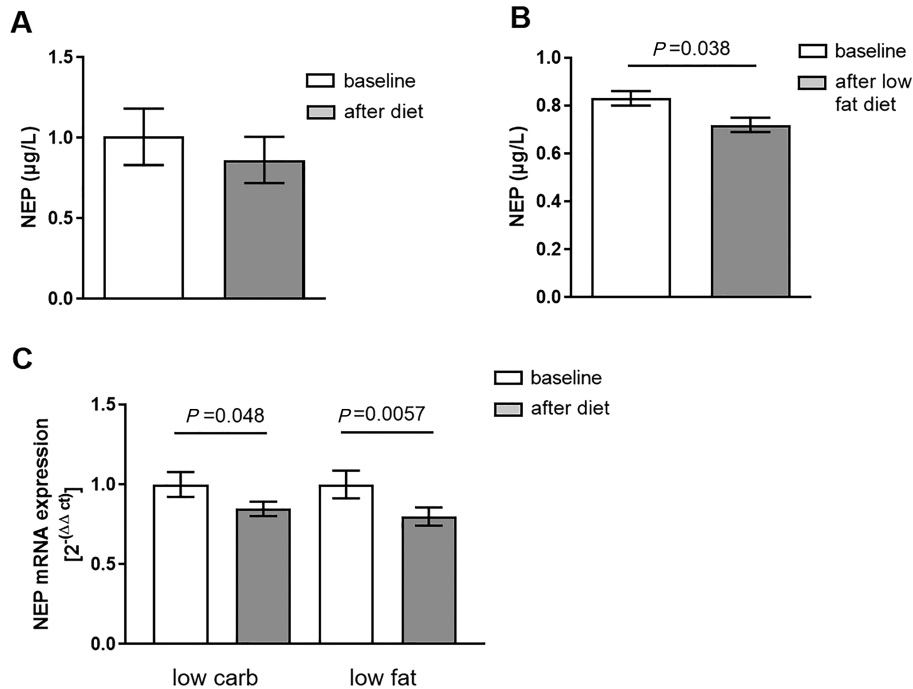 A
NEP (µg/L)
1.5
1.0
0.5
0.0
baseline
after diet
B
NEP (µg/L)
1.0
0.8
0.6
0.4
0.2
0.0
P=0.038
baseline
after low
fat diet
C
NEP mRNA expression
[2-(ΔΔ ct)]
1.5
1.0
0.5
0.0
P=0.048
P=0.0057
baseline
after diet
low carb
low fat